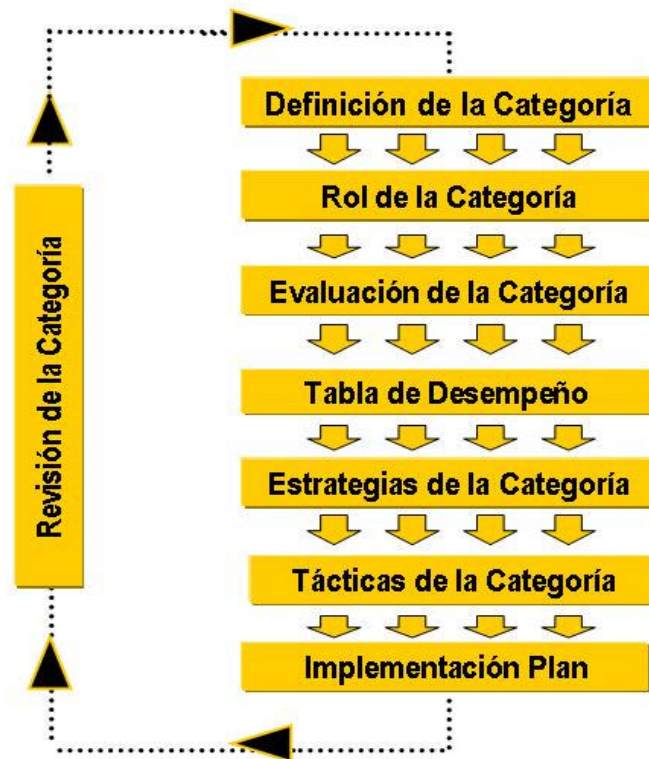 Definición de la Categoría
Rol de la Categoría
Evaluación de la Categoría
Tabla de Desempeño
Estrategias de la Categoría
Tácticas de la Categoría
Implementación Plan
Revisión de la Categoría